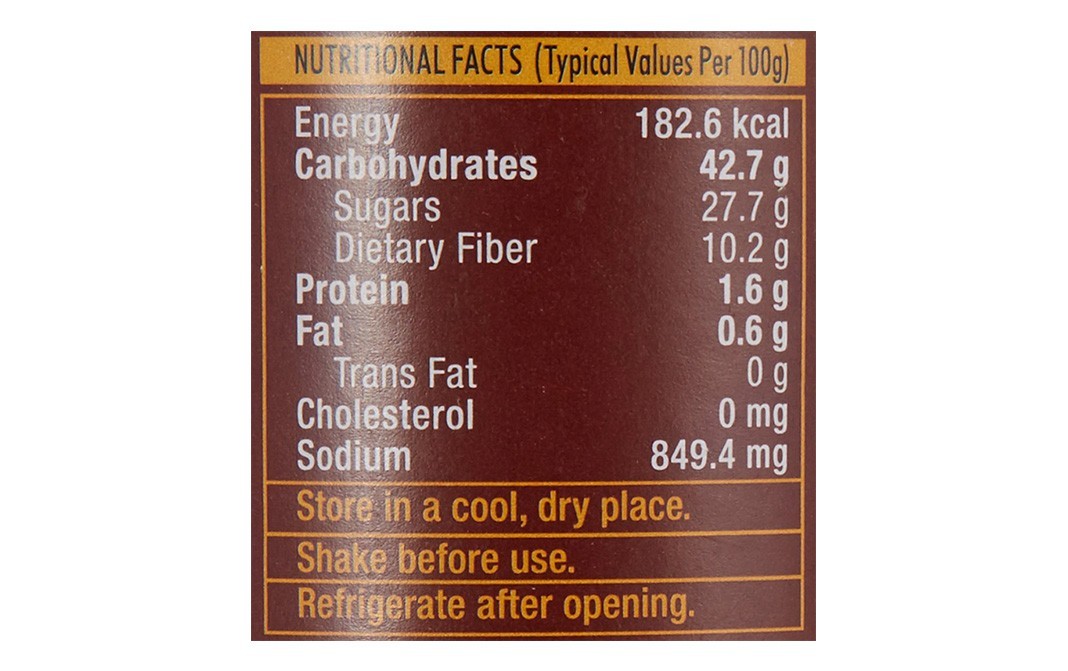 NUTRITIONAL FACTS (Typical Values Per 100g)
Energy 182.6 kcal
Carbohydrates 42.7 g
Sugars 27.7 g
Dietary Fiber 10.2 g
Protein 1.6 g
Fat 0.6 g
Trans Fat 0 g
Cholesterol 0 mg
Sodium 849.4 mg
Store in a cool, dry place.
Shake before use.
Refrigerate after opening.